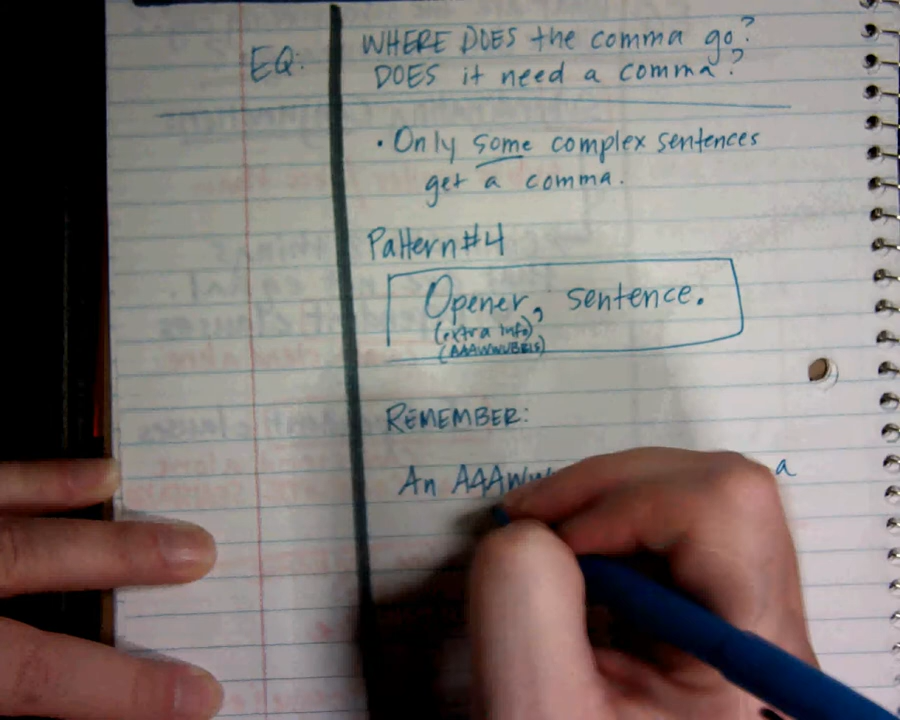 EQ:
WHERE DOES the comma go?
DOES it need a comma?
• Only some complex sentences
get a comma.
Pattern #4
Opener, sentence.
(extra info)
(AAAWWUBBIS)
REMEMBER:
An a